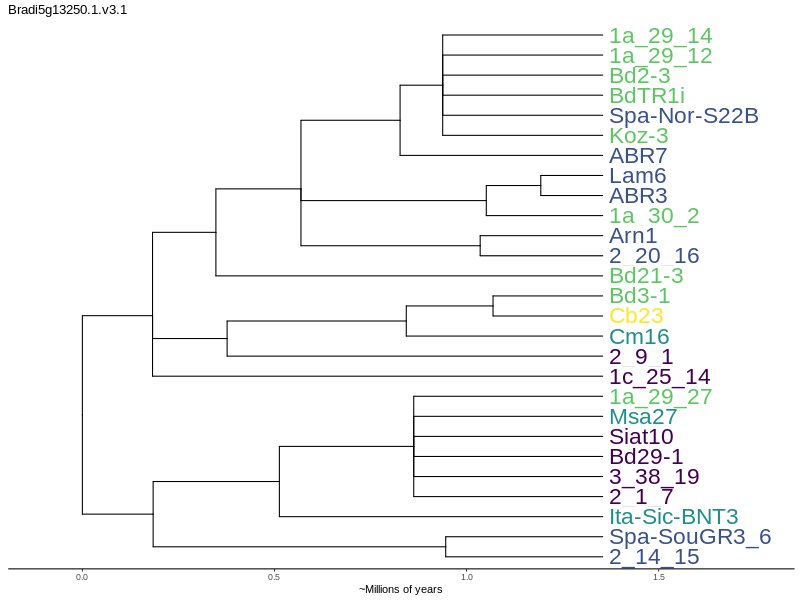 Bradi5g13250.1.v3.1
1a_29_14
1a_29_12
Bd2-3
BdTR1i
Spa-Nor-S22B
Koz-3
ABR7
Lam6
ABR3
1a_30_2
Arn1
2_20_16
Bd21-3
Bd3-1
Cb23
Cm16
2_9_1
1c_25_14
1a_29_27
Msa27
Siat10
Bd29-1
3_38_19
2_1_7
Ita-Sic-BNT3
Spa-SouGR3_6
2_14_15
0.0 0.5 1.0 1.5
~Millions of years